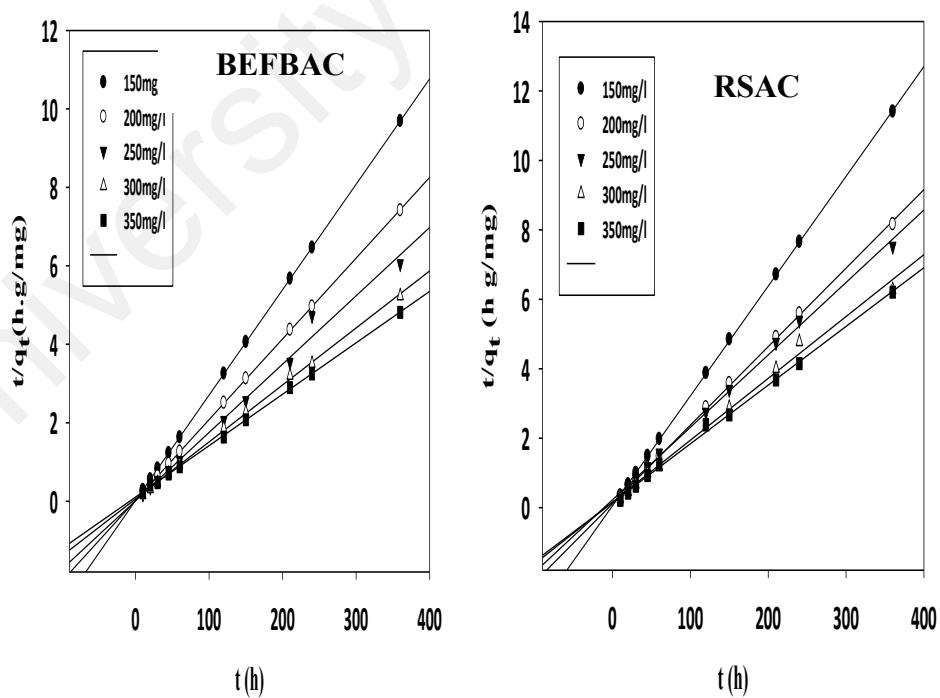 niversity
BEFBAC
t/qt(h.g/mg)
12
10
8
6
4
2
0
150mg
200mg/l
250mg/l
300mg/l
350mg/l
0 100 200 300 400
t (h)
RSAC
t/qt (h g/mg)
14
12
10
8
6
4
2
0
150mg/l
200mg/l
250mg/l
300mg/l
350mg/l
0 100 200 300 400
t (h)